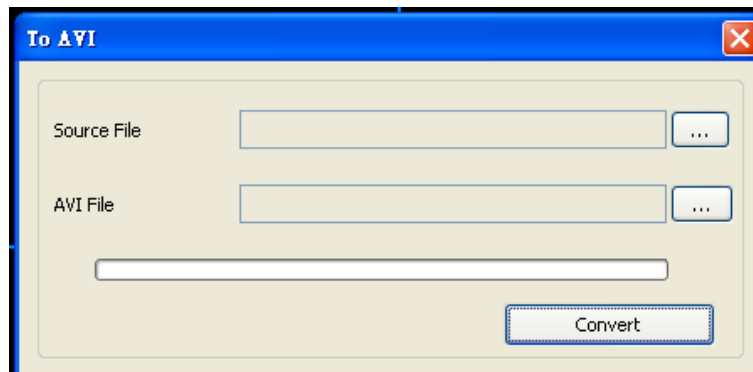 To AVI
Source File
...
AVI File
...
Convert